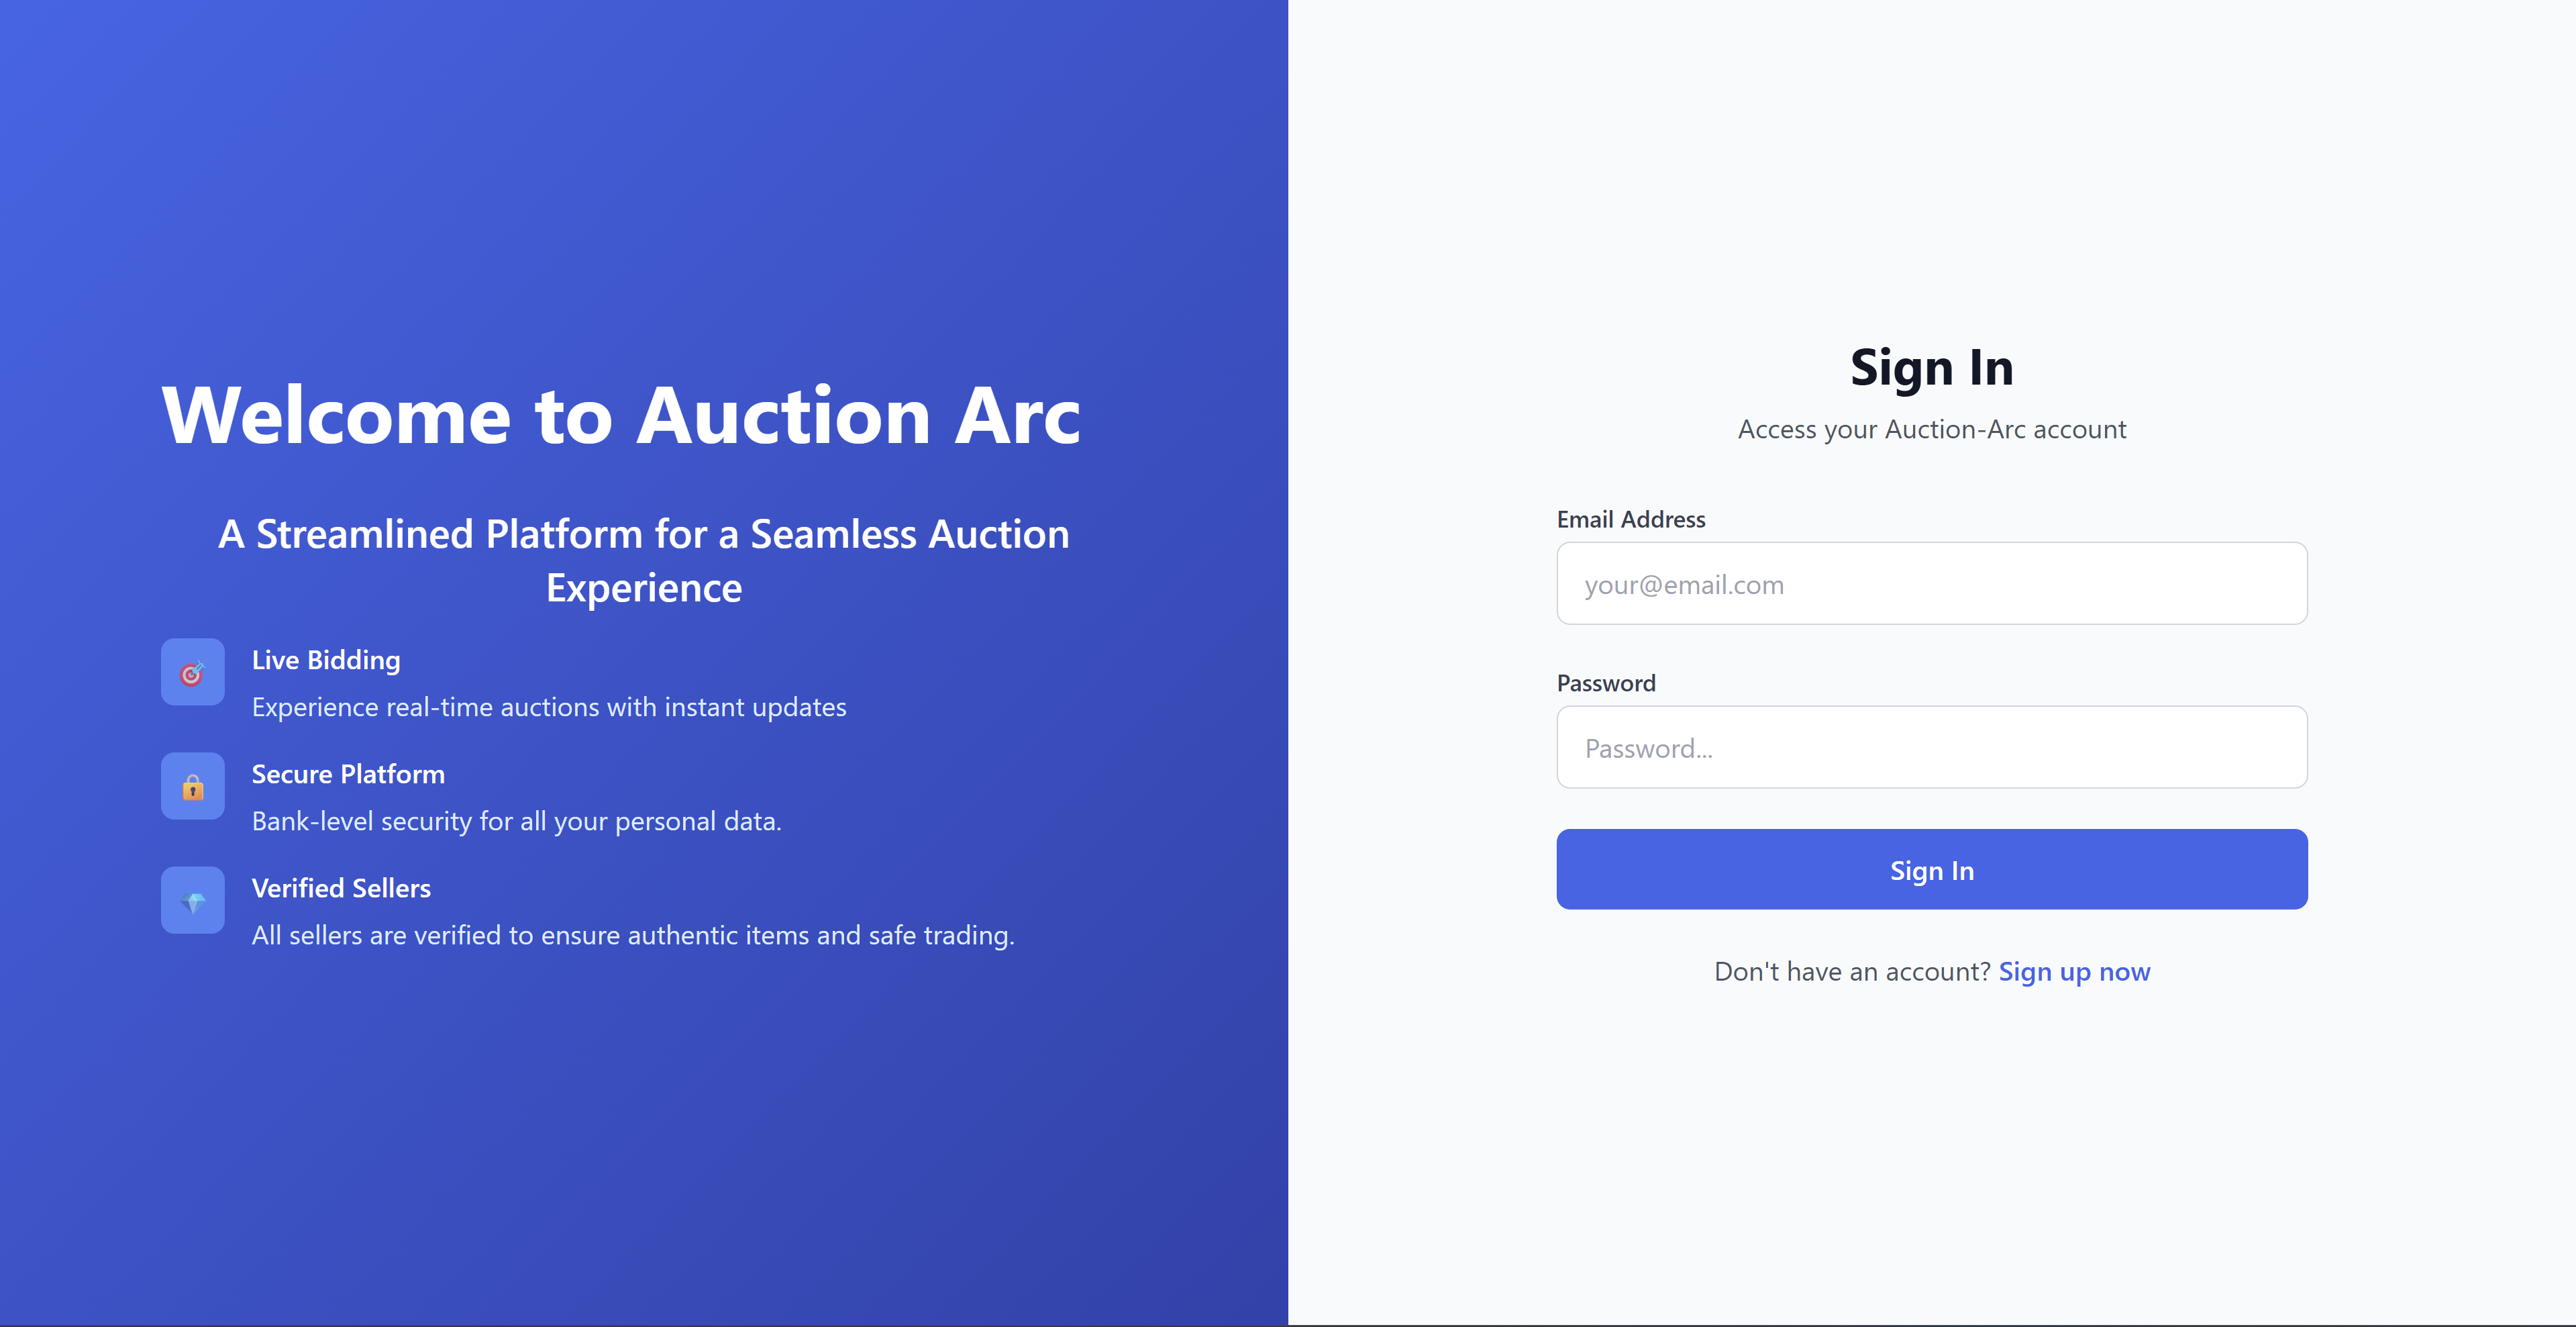 Welcome to Auction Arc
A Streamlined Platform for a Seamless Auction
Experience
Live Bidding
Experience real-time auctions with instant updates
Secure Platform
Bank-level security for all your personal data.
Verified Sellers
All sellers are verified to ensure authentic items and safe trading.
Sign In
Access your Auction-Arc account
Email Address
your@email.com
Password
Password...
Sign In
Don't have an account? Sign up now